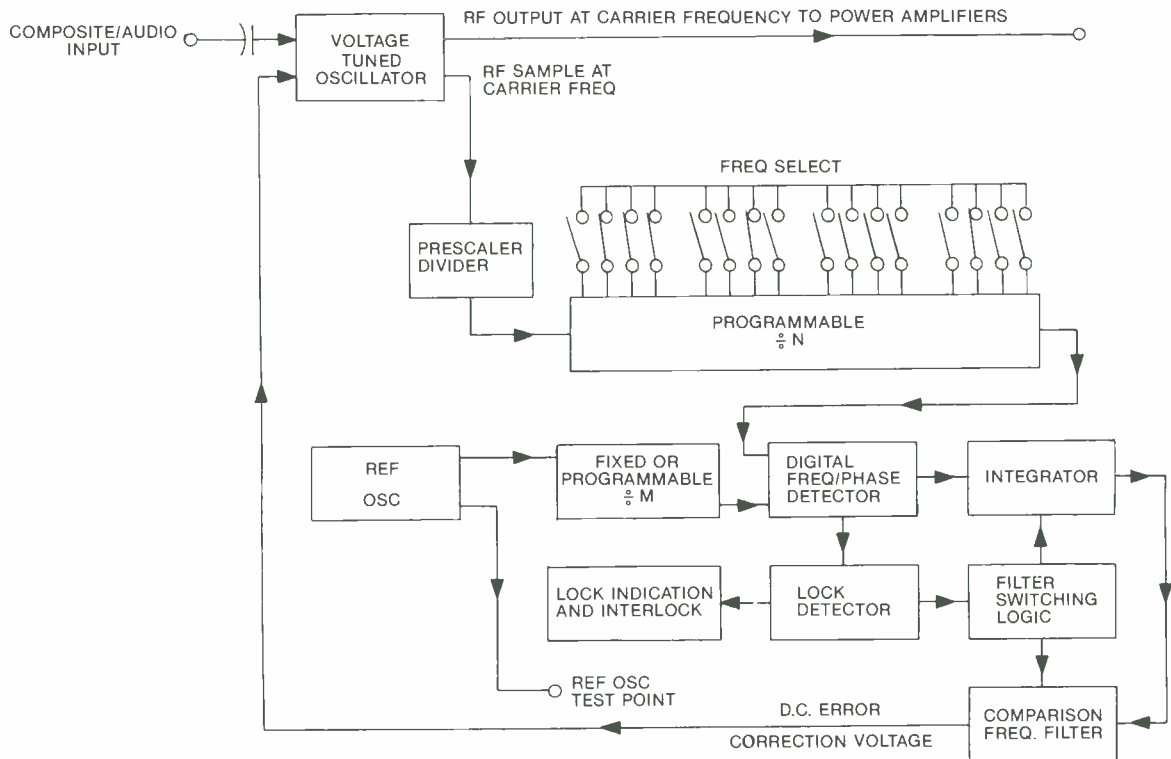 COMPOSITE/AUDIO
INPUT
VOLTAGE
TUNED
OSCILLATOR
RF OUTPUT AT CARRIER FREQUENCY TO POWER AMPLIFIERS
RF SAMPLE AT
CARRIER FREQ
FREQ SELECT
PRESCALER
DIVIDER
PROGRAMMABLE
÷ N
REF
OSC
FIXED OR
PROGRAMMABLE
÷ M
DIGITAL
FREQ/PHASE
DETECTOR
INTEGRATOR
LOCK INDICATION
AND INTERLOCK
LOCK
DETECTOR
FILTER
SWITCHING
LOGIC
REF OSC
TEST POINT
D.C. ERROR
CORRECTION VOLTAGE
COMPARISON
FREQ. FILTER